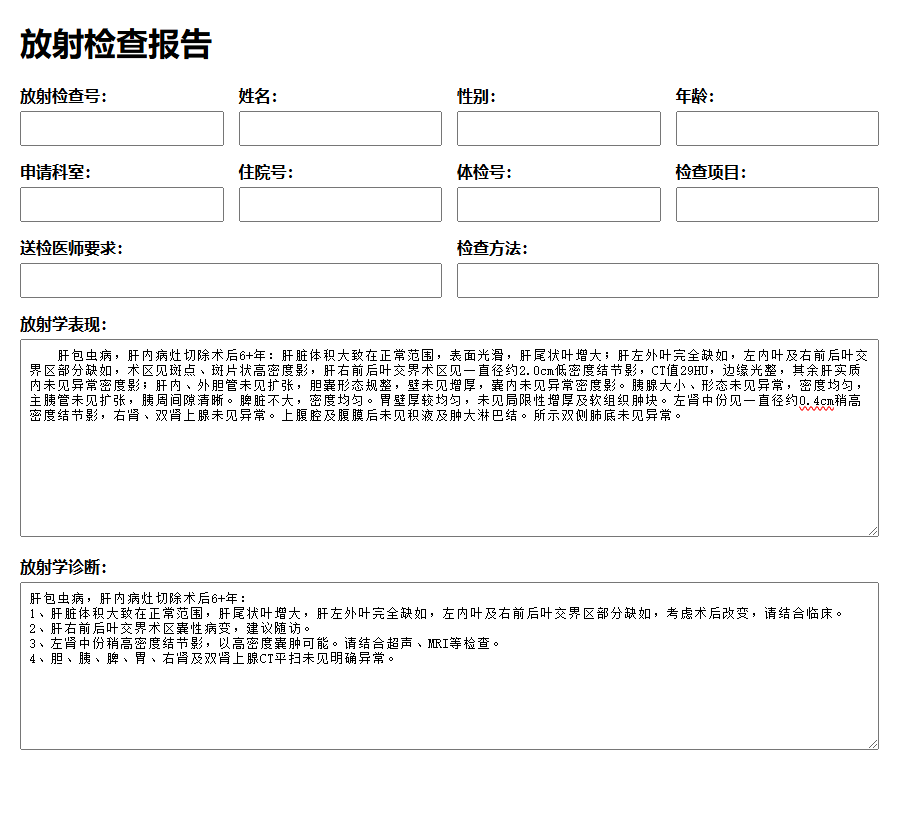 放射检查报告
放射检查号： 姓名： 性别： 年龄：
申请科室： 住院号： 体检号： 检查项目：
送检医师要求： 检查方法：
放射学表现：
肝包虫病，肝内病灶切除术后6+年：肝脏体积大致在正常范围，表面光滑，肝尾状叶增大；肝左外叶完全缺如，左内叶及右前后叶交
界区部分缺如，术区见斑点、斑片状高密度影，肝右前后叶交界术区见一直径约2.0cm低密度结节影，CT值29HU，边缘光整，其余肝实质
内未见异常密度影；肝内、外胆管未见扩张，胆囊形态规整，壁未见增厚，囊内未见异常密度影。胰腺大小、形态未见异常，密度均匀，
主胰管未见扩张，胰周间隙清晰。脾脏不大，密度均匀。胃壁厚较均匀，未见局限性增厚及软组织肿块。左肾中份见一直径约0.4cm稍高
密度结节影，右肾、双肾上腺未见异常。上腹腔及腹膜后未见积液及肿大淋巴结。所示双侧肺底未见异常。
放射学诊断：
肝包虫病，肝内病灶切除术后6+年：
1、肝脏体积大致在正常范围，肝尾状叶增大，肝左外叶完全缺如，左内叶及右前后叶交界区部分缺如，考虑术后改变，请结合临床。
2、肝右前后叶交界术区囊性病变，建议随访。
3、左肾中份稍高密度结节影，以高密度囊肿可能。请结合超声、MRI等检查。
4、胆、胰、脾、胃、右肾及双肾上腺CT平扫未见明确异常。